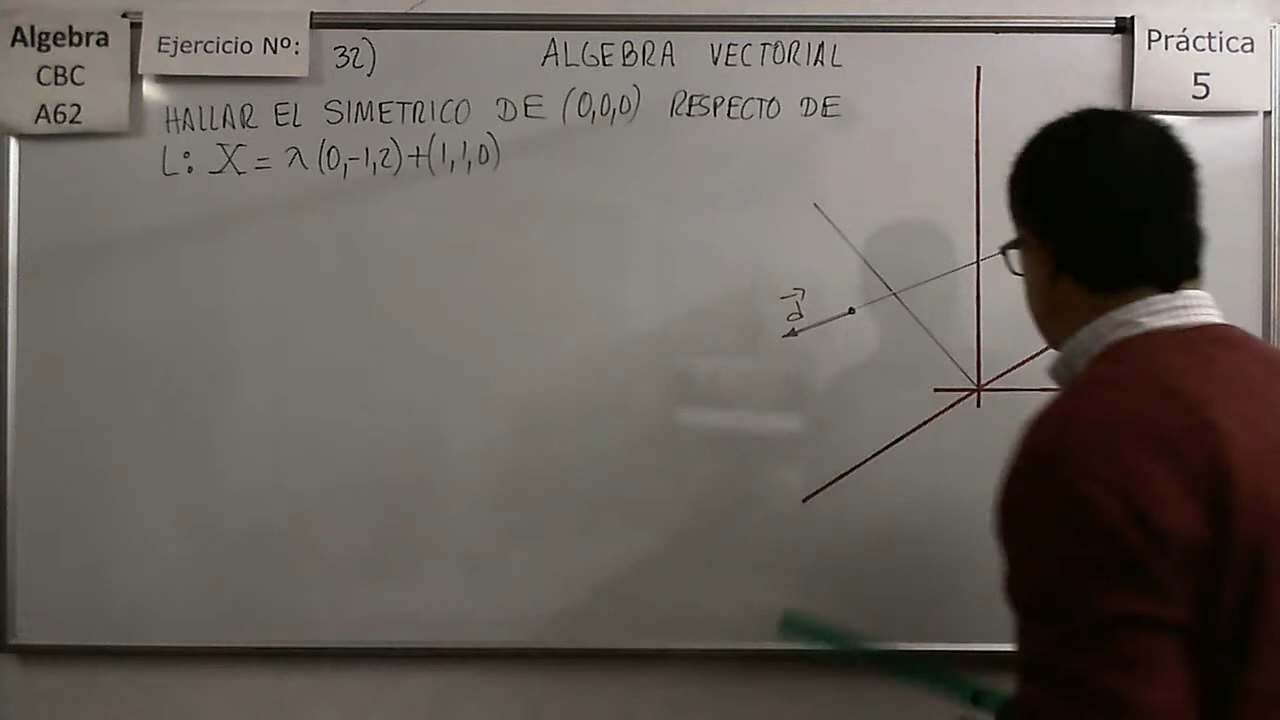 Algebra
CBC
A62
Ejercicio Nº:
32)
ALGEBRA VECTORIAL
Práctica
5
HALLAR EL SIMETRICO DE (0,0,0) RESPECTO DE
L: X = λ (0,-1,2)+(1,1,0)
d⃗